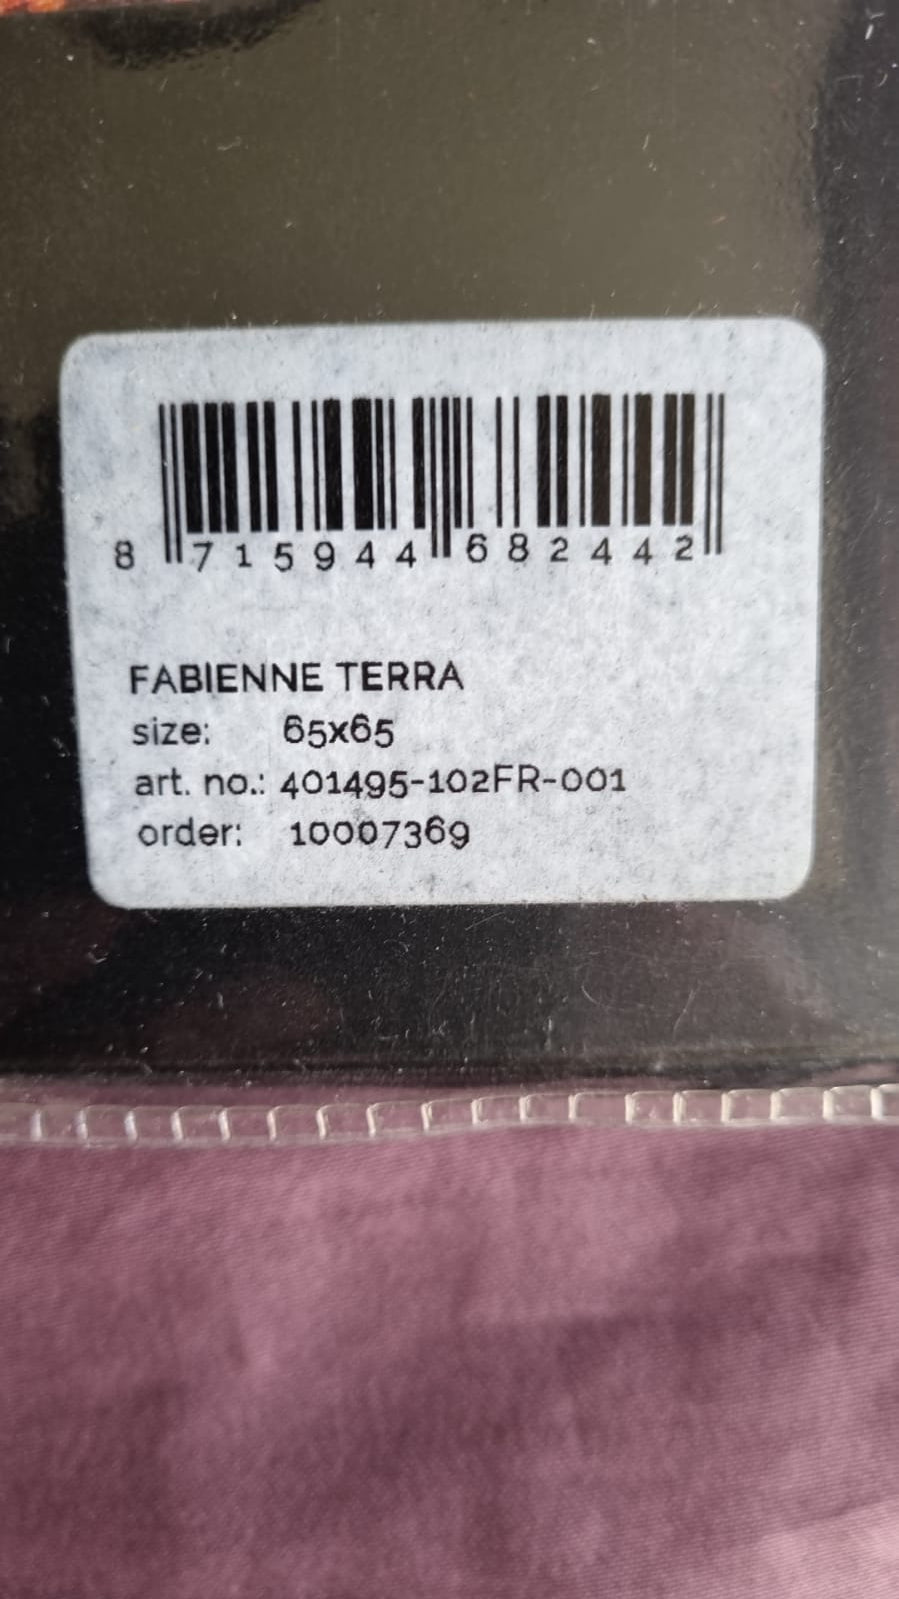 8 715944 682442
FABIENNE TERRA
size: 65x65
art. no.: 401495-102FR-001
order: 10007369